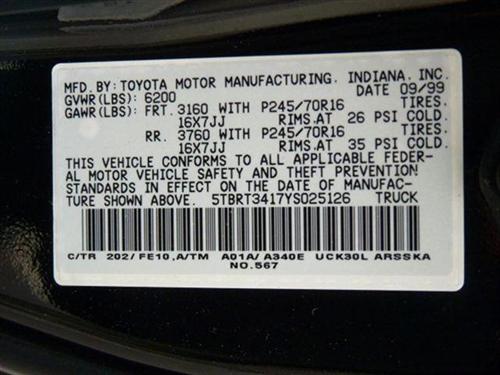 MFD. BY: TOYOTA MOTOR MANUFACTURING. INDIANA. INC.
GVWR(LBS): 6200 DATE 09/99
GAWR(LBS): FRT. 3160 WITH P245/70R16 TIRES.
16X7JJ RIMS.AT 26 PSI COLD.
RR. 3760 WITH P245/70R16 TIRES.
16X7JJ RIMS.AT 35 PSI COLD.
THIS VEHICLE CONFORMS TO ALL APPLICABLE FEDER-
AL MOTOR VEHICLE SAFETY AND THEFT PREVENTION
STANDARDS IN EFFECT ON THE DATE OF MANUFAC-
TURE SHOWN ABOVE. 5TBRT3417YS025126 TRUCK
C/TR 202/FE10,A/TM A01A/A340E UCK30L ARSSKA
NO.567